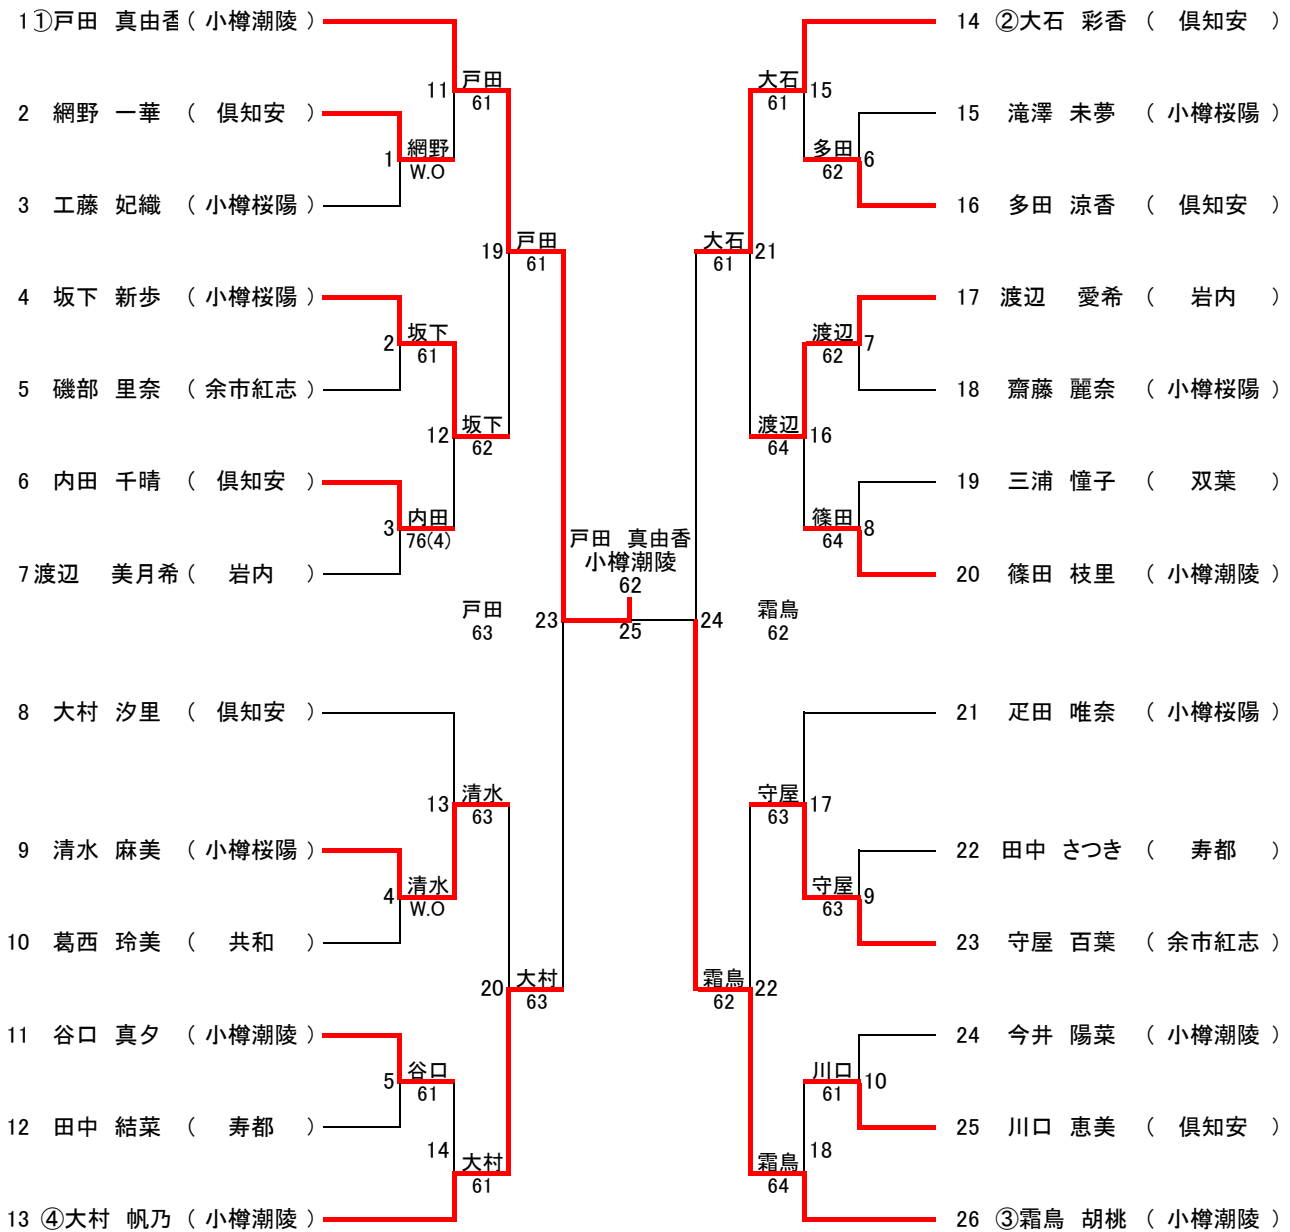 1 ①戸田 真由香 ( 小樽潮陵 )
2 網野 一華 ( 倶知安 )
3 工藤 妃織 ( 小樽桜陽 )
4 坂下 新歩 ( 小樽桜陽 )
5 磯部 里奈 ( 余市紅志 )
6 内田 千晴 ( 倶知安 )
7 渡辺 美月希 ( 岩内 )
8 大村 汐里 ( 倶知安 )
9 清水 麻美 ( 小樽桜陽 )
10 葛西 玲美 ( 共和 )
11 谷口 真夕 ( 小樽潮陵 )
12 田中 結菜 ( 寿都 )
13 ④大村 帆乃 ( 小樽潮陵 )
1 網野
W.O
2 坂下
61
3 内田
76(4)
4 清水
W.O
5 谷口
61
11 戸田
61
12 坂下
62
13 清水
63
14 大村
61
19 戸田
61
20 大村
63
戸田
63
23
戸田 真由香
小樽潮陵
62
25
24
霜鳥
62
大石
61
21
霜鳥
62
22
大石
61
15
渡辺
64
16
守屋
63
17
霜鳥
64
18
多田
62
6
渡辺
62
7
篠田
64
8
守屋
63
9
川口
61
10
14 ②大石 彩香 ( 倶知安 )
15 滝澤 未夢 ( 小樽桜陽 )
16 多田 涼香 ( 倶知安 )
17 渡辺 愛希 ( 岩内 )
18 齋藤 麗奈 ( 小樽桜陽 )
19 三浦 憧子 ( 双葉 )
20 篠田 枝里 ( 小樽潮陵 )
21 疋田 唯奈 ( 小樽桜陽 )
22 田中 さつき ( 寿都 )
23 守屋 百葉 ( 余市紅志 )
24 今井 陽菜 ( 小樽潮陵 )
25 川口 恵美 ( 倶知安 )
26 ③霜鳥 胡桃 ( 小樽潮陵 )